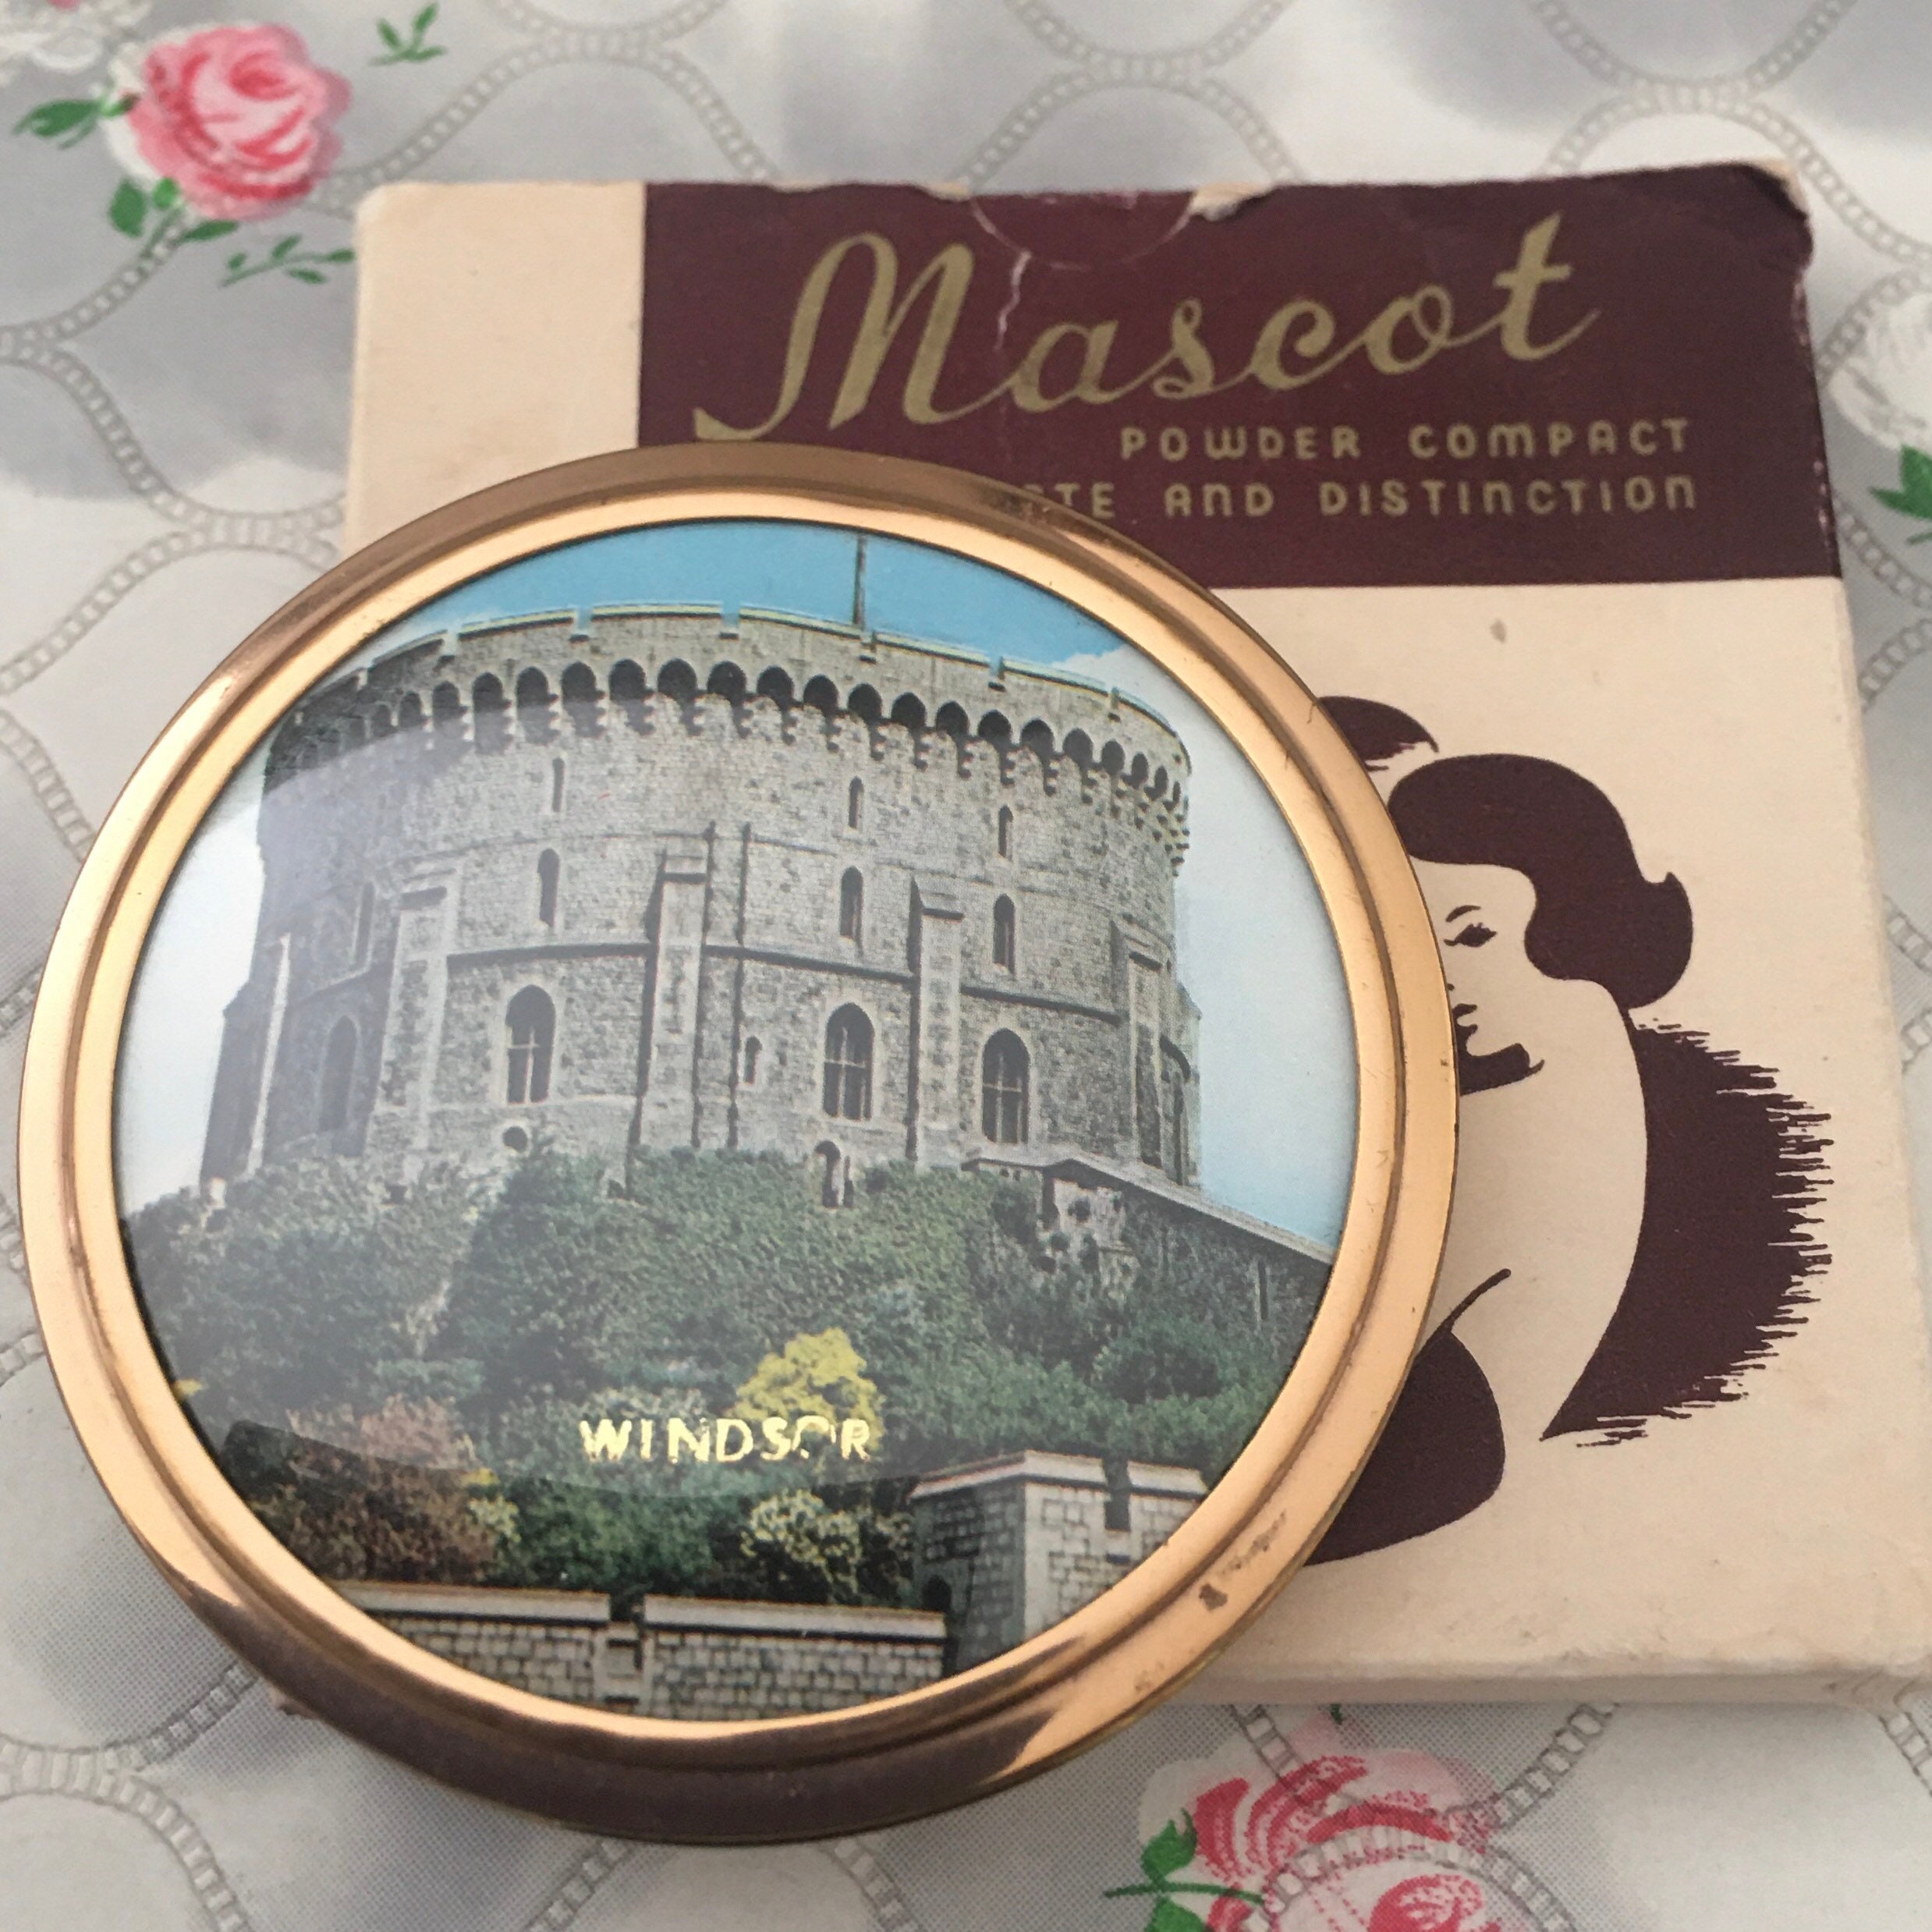 Mascot
POWDER COMPACT
AND DISTINCTION
WINDSOR